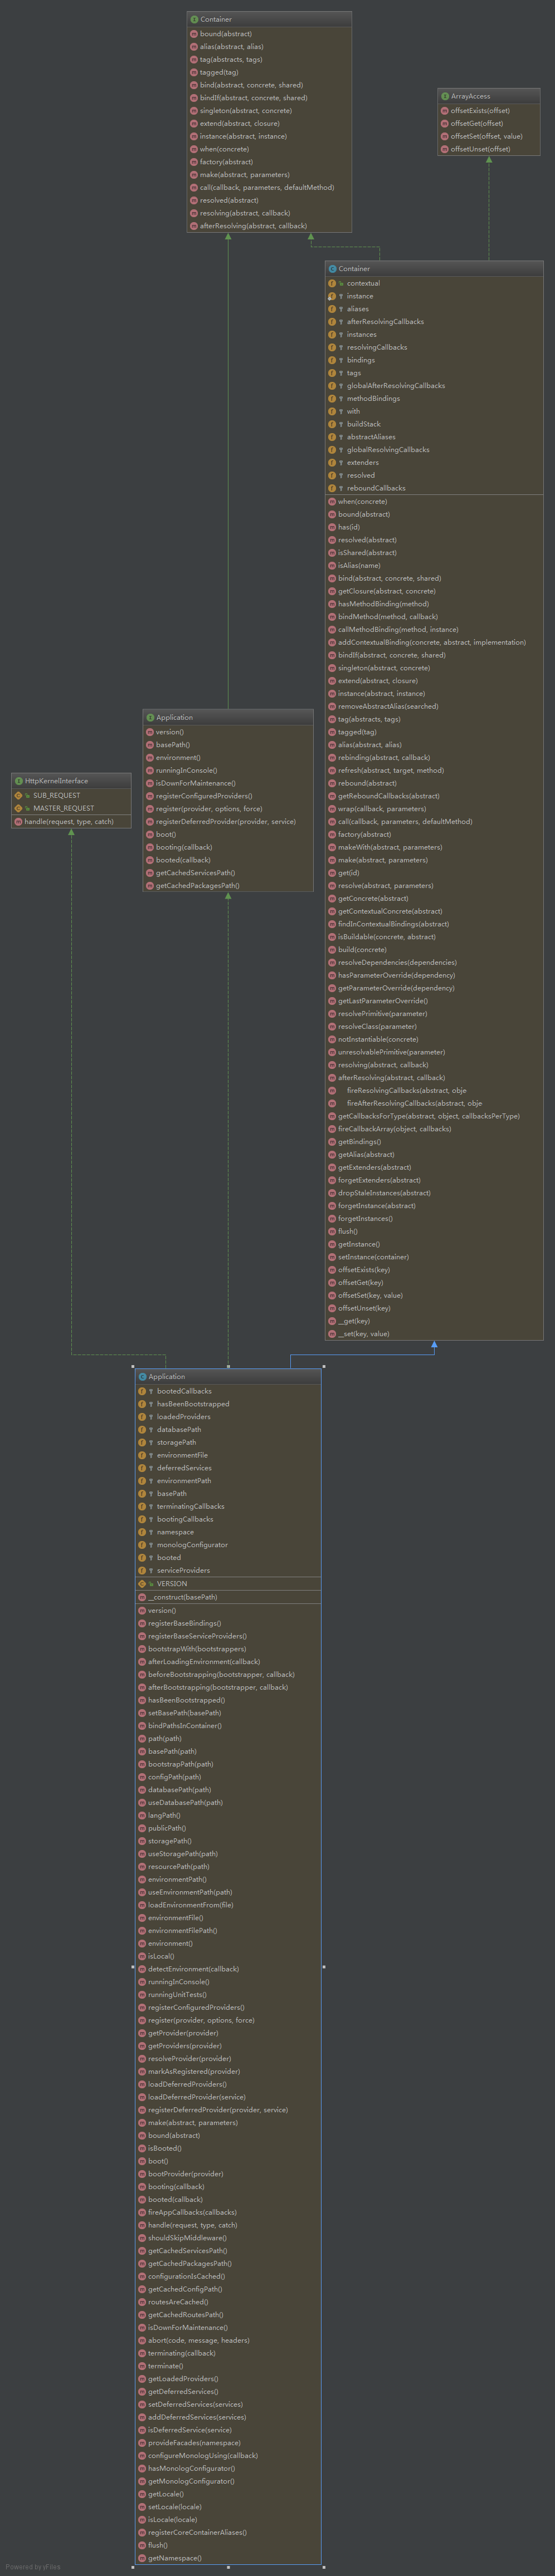 Container
bound(abstract)
alias(abstract, alias)
tag(abstracts, tags)
tagged(tag)
bind(abstract, concrete, shared)
bindIf(abstract, concrete, shared)
singleton(abstract, concrete)
extend(abstract, closure)
instance(abstract, instance)
when(concrete)
factory(abstract)
make(abstract, parameters)
call(callback, parameters, defaultMethod)
resolved(abstract)
resolving(abstract, callback)
afterResolving(abstract, callback)
ArrayAccess
offsetExists(offset)
offsetGet(offset)
offsetSet(offset, value)
offsetUnset(offset)
Container
contextual
instance
aliases
afterResolvingCallbacks
instances
resolvingCallbacks
bindings
tags
globalAfterResolvingCallbacks
methodBindings
with
buildStack
abstractAliases
globalResolvingCallbacks
extenders
resolved
reboundCallbacks
when(concrete)
bound(abstract)
has(id)
resolved(abstract)
isShared(abstract)
isAlias(name)
bind(abstract, concrete, shared)
getClosure(abstract, concrete)
hasMethodBinding(method)
bindMethod(method, callback)
callMethodBinding(method, instance)
addContextualBinding(concrete, abstract, implementation)
bindIf(abstract, concrete, shared)
singleton(abstract, concrete)
extend(abstract, closure)
instance(abstract, instance)
removeAbstractAlias(searched)
tag(abstracts, tags)
tagged(tag)
alias(abstract, alias)
rebinding(abstract, callback)
refresh(abstract, target, method)
rebound(abstract)
getReboundCallbacks(abstract)
wrap(callback, parameters)
call(callback, parameters, defaultMethod)
factory(abstract)
makeWith(abstract, parameters)
make(abstract, parameters)
get(id)
resolve(abstract, parameters)
getConcrete(abstract)
getContextualConcrete(abstract)
findInContextualBindings(abstract)
isBuildable(concrete, abstract)
build(concrete)
resolveDependencies(dependencies)
hasParameterOverride(dependency)
getParameterOverride(dependency)
getLastParameterOverride()
resolvePrimitive(parameter)
resolveClass(parameter)
notInstantiable(concrete)
unresolvablePrimitive(parameter)
resolving(abstract, callback)
afterResolving(abstract, callback)
fireResolvingCallbacks(abstract, obje
fireAfterResolvingCallbacks(abstract, obje
getCallbacksForType(abstract, object, callbacksPerType)
fireCallbackArray(object, callbacks)
getBindings()
getAlias(abstract)
getExtenders(abstract)
forgetExtenders(abstract)
dropStaleInstances(abstract)
forgetInstance(abstract)
forgetInstances()
flush()
getInstance()
setInstance(container)
offsetExists(key)
offsetGet(key)
offsetSet(key, value)
offsetUnset(key)
__get(key)
__set(key, value)
Application
version()
basePath()
environment()
runningInConsole()
isDownForMaintenance()
registerConfiguredProviders()
register(provider, options, force)
registerDeferredProvider(provider, service)
boot()
booting(callback)
booted(callback)
getCachedServicesPath()
getCachedPackagesPath()
HttpKernelInterface
SUB_REQUEST
MASTER_REQUEST
handle(request, type, catch)
Application
bootedCallbacks
hasBeenBootstrapped
loadedProviders
databasePath
storagePath
environmentFile
deferredServices
environmentPath
basePath
terminatingCallbacks
bootingCallbacks
namespace
monologConfigurator
booted
serviceProviders
VERSION
__construct(basePath)
version()
registerBaseBindings()
registerBaseServiceProviders()
bootstrapWith(bootstrappers)
afterLoadingEnvironment(callback)
beforeBootstrapping(bootstrapper, callback)
afterBootstrapping(bootstrapper, callback)
hasBeenBootstrapped()
setBasePath(basePath)
bindPathsInContainer()
path(path)
basePath(path)
bootstrapPath(path)
configPath(path)
databasePath(path)
useDatabasePath(path)
langPath()
publicPath()
storagePath()
useStoragePath(path)
resourcePath(path)
environmentPath()
useEnvironmentPath(path)
loadEnvironmentFrom(file)
environmentFile()
environmentFilePath()
environment()
isLocal()
detectEnvironment(callback)
runningInConsole()
runningUnitTests()
registerConfiguredProviders()
register(provider, options, force)
getProvider(provider)
getProviders(provider)
resolveProvider(provider)
markAsRegistered(provider)
loadDeferredProviders()
loadDeferredProvider(service)
registerDeferredProvider(provider, service)
make(abstract, parameters)
bound(abstract)
isBooted()
boot()
bootProvider(provider)
booting(callback)
booted(callback)
fireAppCallbacks(callbacks)
handle(request, type, catch)
shouldSkipMiddleware()
getCachedServicesPath()
getCachedPackagesPath()
configurationIsCached()
getCachedConfigPath()
routesAreCached()
getCachedRoutesPath()
isDownForMaintenance()
abort(code, message, headers)
terminating(callback)
terminate()
getLoadedProviders()
getDeferredServices()
setDeferredServices(services)
addDeferredServices(services)
isDeferredService(service)
provideFacades(namespace)
configureMonologUsing(callback)
hasMonologConfigurator()
getMonologConfigurator()
getLocale()
setLocale(locale)
isLocale(locale)
registerCoreContainerAliases()
flush()
getNamespace()
Powered by yFiles